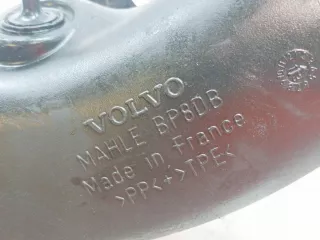 VOLVO
MAHLE BP8DB
Made in France
>PP<+>TPE<